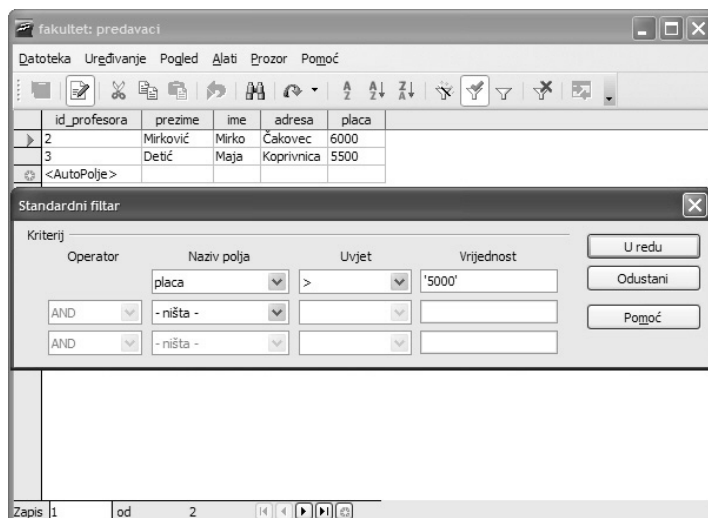 fakultet: predavaci
Datoteka Uređivanje Pogled Alati Prozor Pomoć
id_profesora prezime ime adresa placa
2 Mirković Mirko Čakovec 6000
3 Detić Maja Koprivnica 5500
<AutoPolje>
Standardni filtar
Kriterij
Operator Naziv polja Uvjet Vrijednost
U redu
placa > '5000'
Odustani
AND - ništa -
Pomoć
AND - ništa -
Zapis 1 od 2